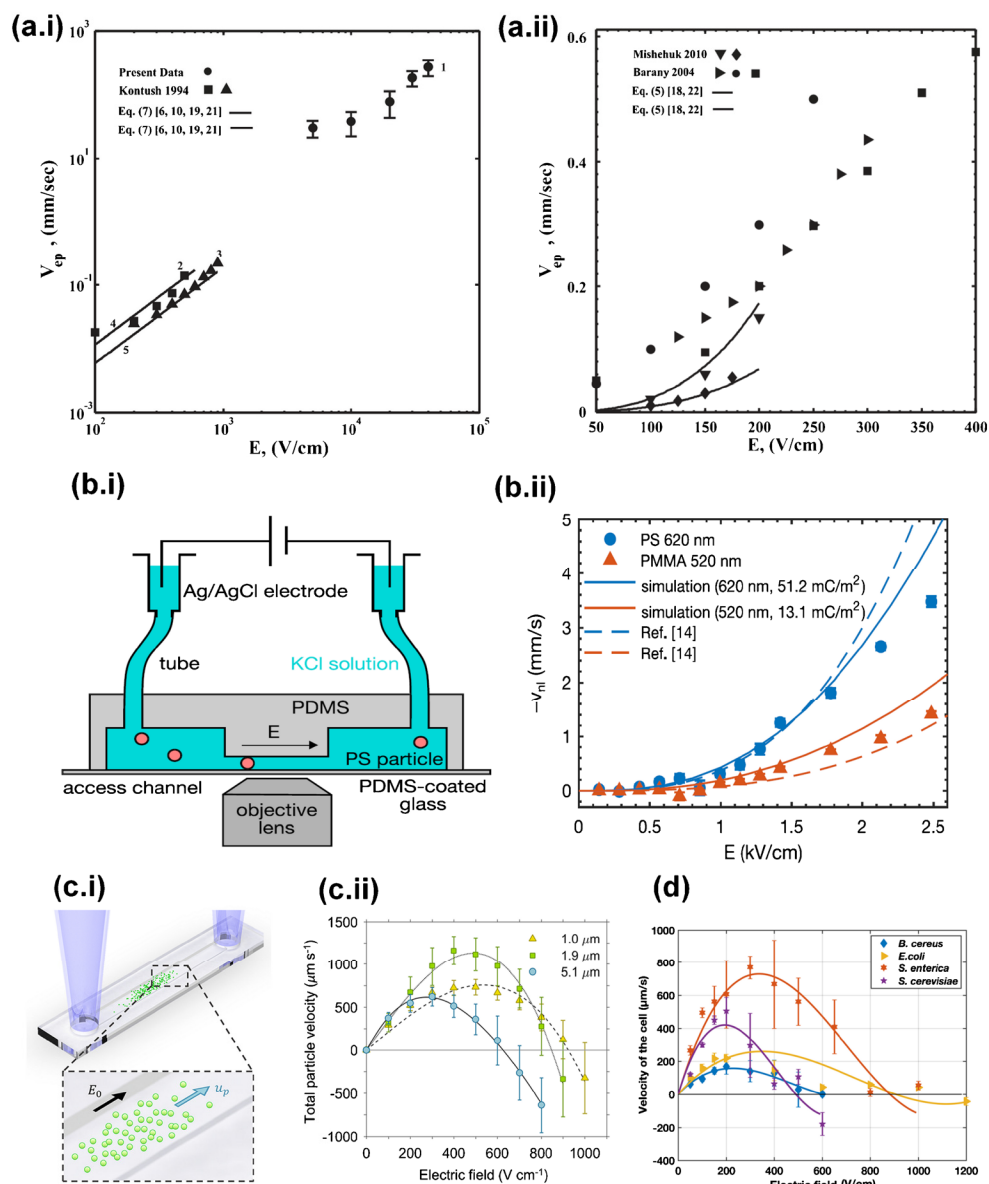 (a.i)
10³
10¹
10⁻¹
10⁻³
V_ep , (mm/sec)
Present Data
Kontush 1994
Eq. (7) [6, 10, 19, 21]
Eq. (7) [6, 10, 19, 21]
1
2
3
4
5
10²
10³
10⁴
10⁵
E, (V/cm)
(a.ii)
0.6
0.4
0.2
0
V_ep , (mm/sec)
Mishehuk 2010
Barany 2004
Eq. (5) [18, 22]
Eq. (5) [18, 22]
50 100 150 200 250 300 350 400
E, (V/cm)
(b.i)
Ag/AgCl electrode
tube
KCl solution
PDMS
E
PS particle
access channel
PDMS-coated
glass
objective
lens
(b.ii)
5
4
3
2
1
0
−v_nl (mm/s)
PS 620 nm
PMMA 520 nm
simulation (620 nm, 51.2 mC/m²)
simulation (520 nm, 13.1 mC/m²)
Ref. [14]
Ref. [14]
0 0.5 1 1.5 2 2.5
E (kV/cm)
(c.i)
E₀
u_p
(c.ii)
1500
1000
500
0
-500
-1000
Total particle velocity (μm s⁻¹)
1.0 μm
1.9 μm
5.1 μm
0 200 400 600 800 1000
Electric field (V cm⁻¹)
(d)
1000
800
600
400
200
0
-200
-400
Velocity of the cell (μm/s)
B. cereus
E.coli
S. enterica
S. cerevisiae
0 200 400 600 800 1000 1200
Electric field (V/cm)